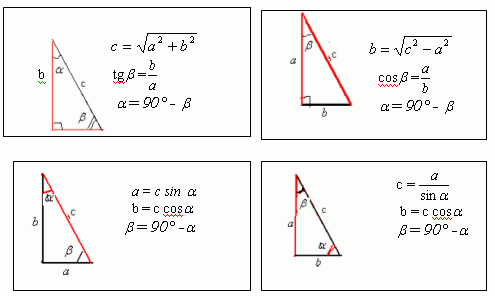 b
α
c
β
c = √a² + b²
tgβ = b/a
α = 90° - β
a
β
c
b
b = √c² − a²
cosβ = a/b
α = 90° - β
b
α
c
β
a
a = c sin α
b = c cosα
β = 90° - α
a
β
c
α
b
c = a/sin α
b = c cosα
β = 90° - α